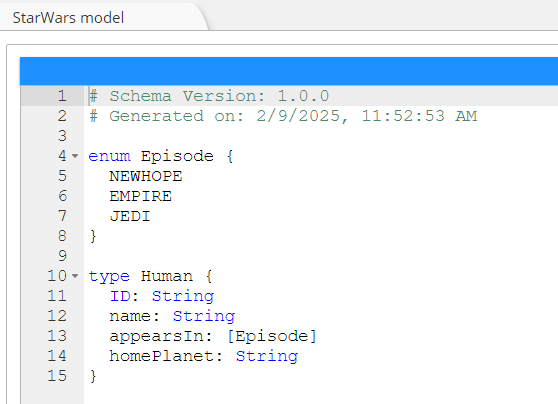 StarWars model
1 # Schema Version: 1.0.0
2 # Generated on: 2/9/2025, 11:52:53 AM
3
4 enum Episode {
5   NEWHOPE
6   EMPIRE
7   JEDI
8 }
9
10 type Human {
11   ID: String
12   name: String
13   appearsIn: [Episode]
14   homePlanet: String
15 }